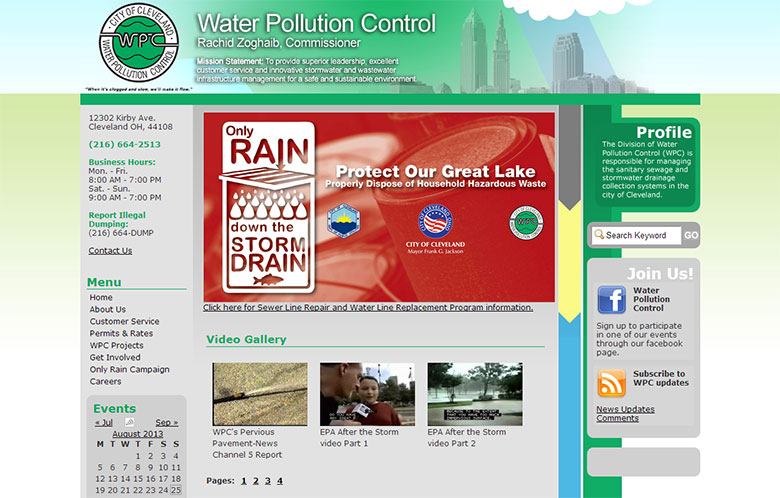 CITY OF CLEVELAND
WPC
WATER POLLUTION CONTROL
"When it's clogged and slow, we'll make it flow."
Water Pollution Control
Rachid Zoghaib, Commissioner
Mission Statement: To provide superior leadership, excellent
customer service and innovative stormwater and wastewater
infrastructure management for a safe and sustainable environment.
12302 Kirby Ave.
Cleveland OH, 44108
(216) 664-2513
Business Hours:
Mon. - Fri.
8:00 AM - 7:00 PM
Sat. - Sun.
9:00 AM - 7:00 PM
Report Illegal
Dumping:
(216) 664-DUMP
Contact Us
Menu
Home
About Us
Customer Service
Permits & Rates
WPC Projects
Get Involved
Only Rain Campaign
Careers
Events
« Jul
Sep »
August 2013
M T W T F S S
1 2 3 4
5 6 7 8 9 10 11
12 13 14 15 16 17 18
19 20 21 22 23 24 25
Only
RAIN
down the
STORM
DRAIN
Protect Our Great Lake
Properly Dispose of Household Hazardous Waste
CITY OF CLEVELAND
Mayor Frank G. Jackson
WPC
Click here for Sewer Line Repair and Water Line Replacement Program information.
Video Gallery
WPC's Pervious
Pavement-News
Channel 5 Report
EPA After the Storm
video Part 1
EPA After the Storm
video Part 2
Pages: 1 2 3 4
Profile
The Division of Water
Pollution Control (WPC) is
responsible for managing
the sanitary sewage and
stormwater drainage
collection systems in the
city of Cleveland.
Search Keyword
GO
Join Us!
Water
Pollution
Control
Sign up to participate
in one of our events
through our facebook
page.
Subscribe to
WPC updates
News Updates
Comments